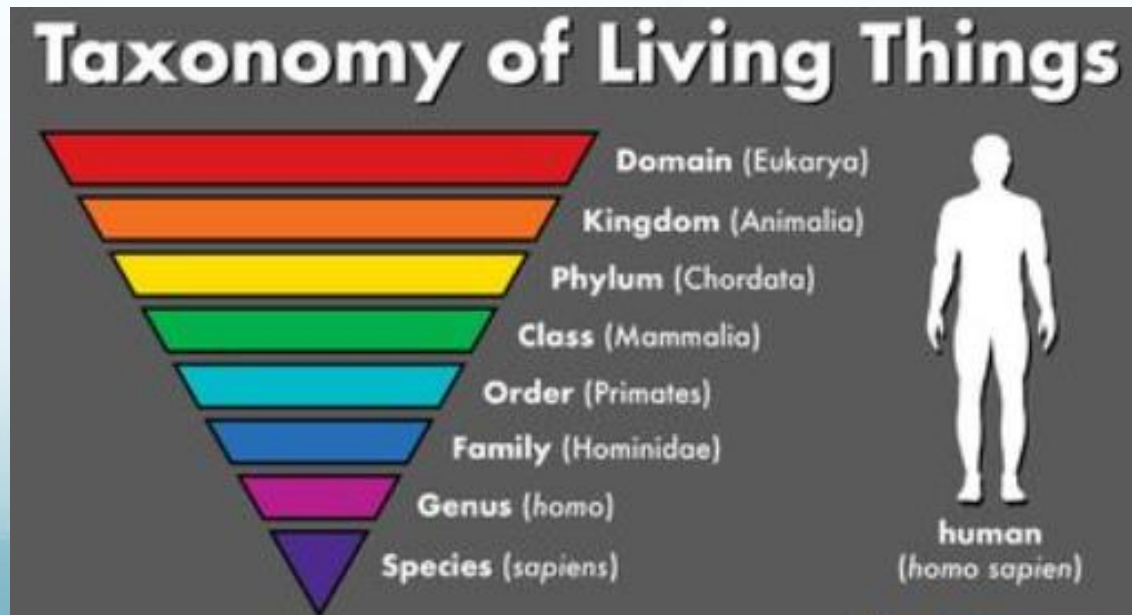 Taxonomy of Living Things
Domain (Eukarya)
Kingdom (Animalia)
Phylum (Chordata)
Class (Mammalia)
Order (Primates)
Family (Hominidae)
Genus (homo)
Species (sapiens)
human
(homo sapien)